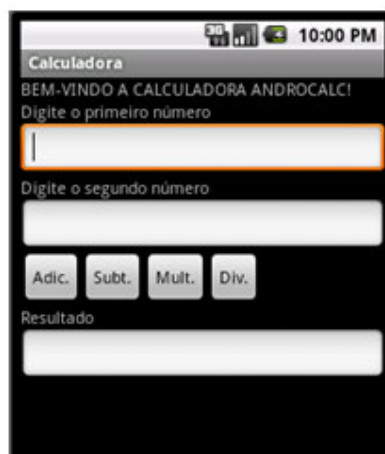 3G 10:00 PM
Calculadora
BEM-VINDO A CALCULADORA ANDROCALC!
Digite o primeiro número
Digite o segundo número
Adic. Subt. Mult. Div.
Resultado